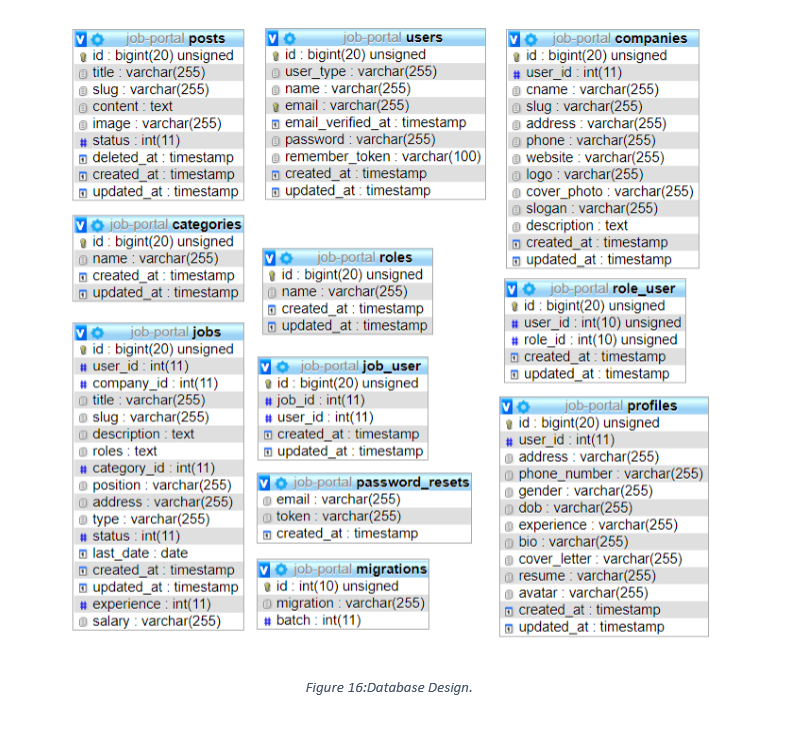 job-portal posts
id : bigint(20) unsigned
title : varchar(255)
slug : varchar(255)
content : text
image : varchar(255)
status : int(11)
deleted_at : timestamp
created_at : timestamp
updated_at : timestamp
job-portal categories
id : bigint(20) unsigned
name : varchar(255)
created_at : timestamp
updated_at : timestamp
job-portal jobs
id : bigint(20) unsigned
user_id : int(11)
company_id : int(11)
title : varchar(255)
slug : varchar(255)
description : text
roles : text
category_id : int(11)
position : varchar(255)
address : varchar(255)
type : varchar(255)
status : int(11)
last_date : date
created_at : timestamp
updated_at : timestamp
experience : int(11)
salary : varchar(255)
job-portal users
id : bigint(20) unsigned
user_type : varchar(255)
name : varchar(255)
email : varchar(255)
email_verified_at : timestamp
password : varchar(255)
remember_token : varchar(100)
created_at : timestamp
updated_at : timestamp
job-portal roles
id : bigint(20) unsigned
name : varchar(255)
created_at : timestamp
updated_at : timestamp
job-portal job_user
id : bigint(20) unsigned
job_id : int(11)
user_id : int(11)
created_at : timestamp
updated_at : timestamp
job-portal password_resets
email : varchar(255)
token : varchar(255)
created_at : timestamp
job-portal migrations
id : int(10) unsigned
migration : varchar(255)
batch : int(11)
job-portal companies
id : bigint(20) unsigned
user_id : int(11)
cname : varchar(255)
slug : varchar(255)
address : varchar(255)
phone : varchar(255)
website : varchar(255)
logo : varchar(255)
cover_photo : varchar(255)
slogan : varchar(255)
description : text
created_at : timestamp
updated_at : timestamp
job-portal role_user
id : bigint(20) unsigned
user_id : int(10) unsigned
role_id : int(10) unsigned
created_at : timestamp
updated_at : timestamp
job-portal profiles
id : bigint(20) unsigned
user_id : int(11)
address : varchar(255)
phone_number : varchar(255)
gender : varchar(255)
dob : varchar(255)
experience : varchar(255)
bio : varchar(255)
cover_letter : varchar(255)
resume : varchar(255)
avatar : varchar(255)
created_at : timestamp
updated_at : timestamp
Figure 16:Database Design.